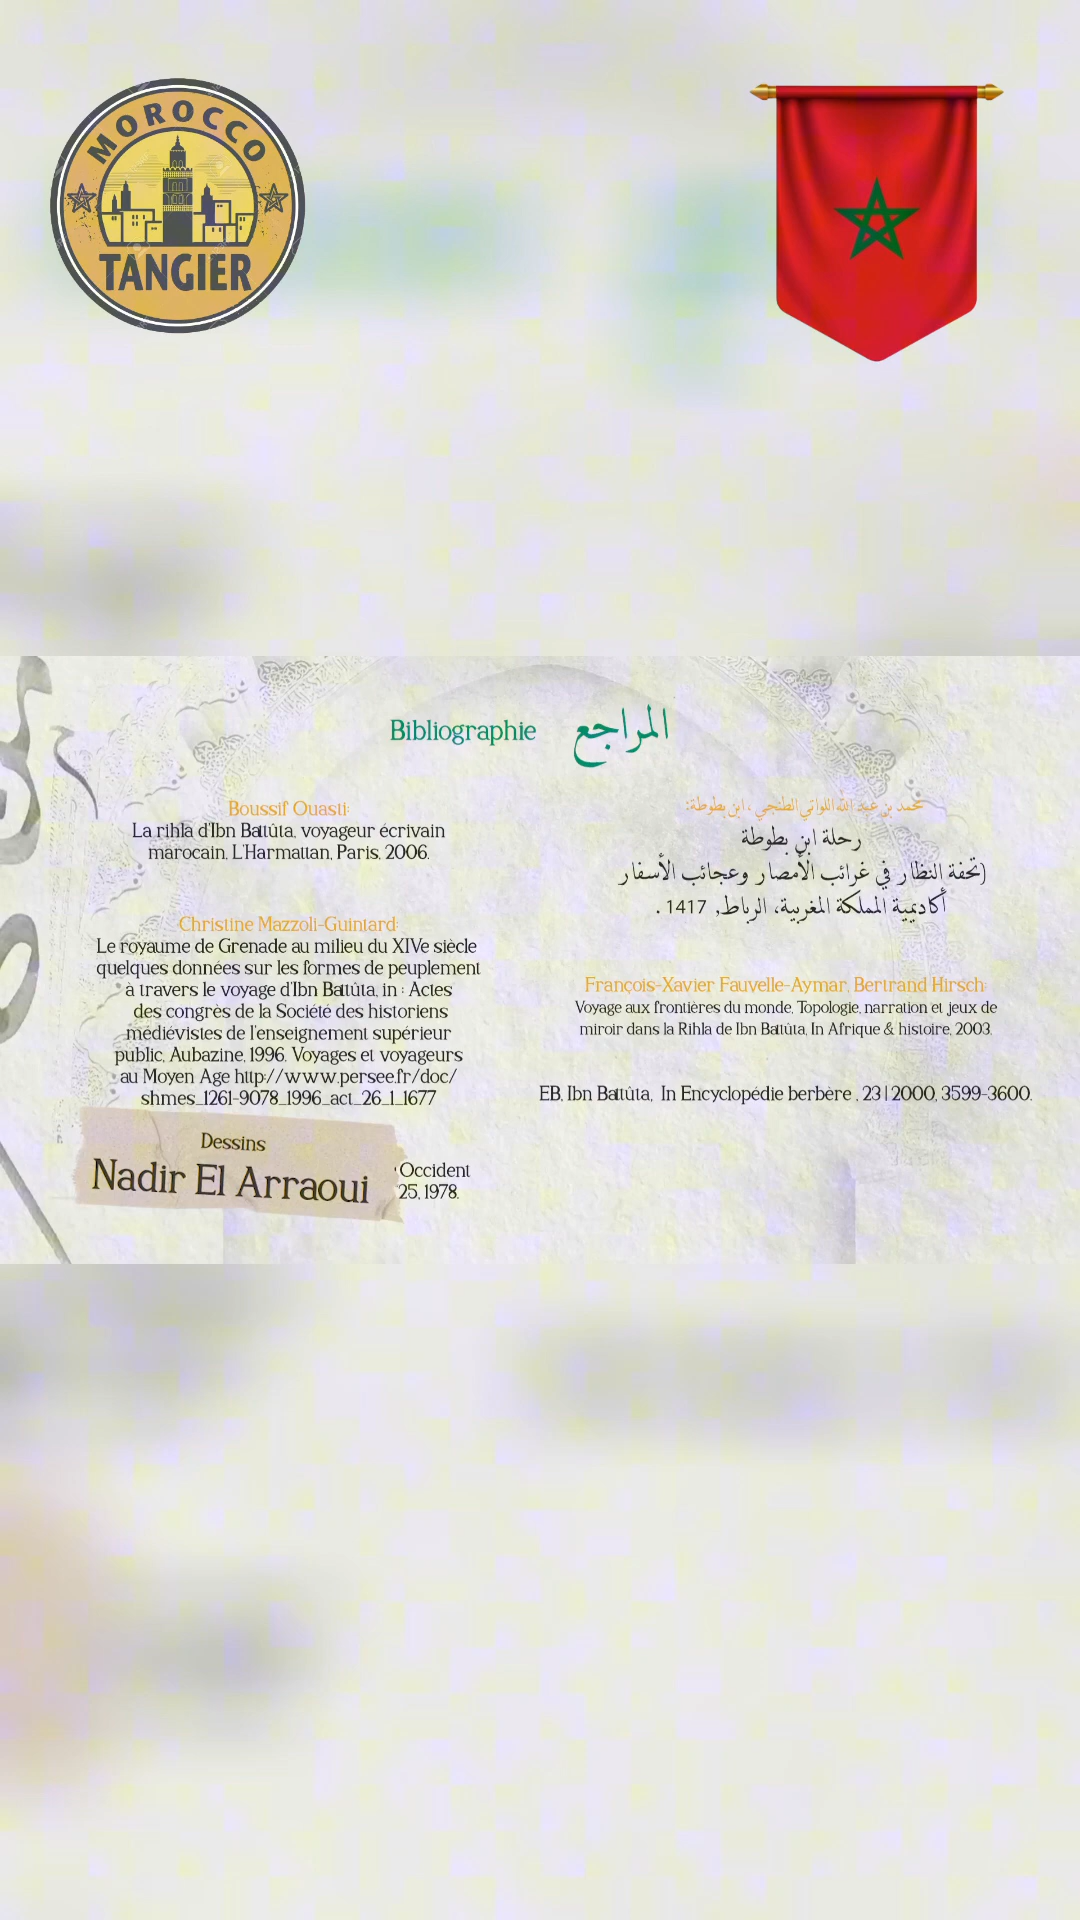 MOROCCO
TANGIER
Bibliographie المراجع
Boussif Ouasti:
La rihla d'Ibn Battûta, voyageur écrivain
marocain, L'Harmattan, Paris, 2006.
Christine Mazzoli-Guintard:
Le royaume de Grenade au milieu du XIVe siècle
quelques données sur les formes de peuplement
à travers le voyage d'Ibn Battûta, in : Actes
des congrès de la Société des historiens
médiévistes de l'enseignement supérieur
public, Aubazine, 1996. Voyages et voyageurs
au Moyen Age http://www.persee.fr/doc/
shmes_1261-9078_1996_act_26_1_1677
Dessins
Nadir El Arraoui
Occident
25, 1978.
محمد بن عبد الله اللواتي الطنجي ، ابن بطوطة:
رحلة ابن بطوطة
(تحفة النظار في غرائب الأمصار وعجائب الأسفار
أكاديمية المملكة المغربية، الرباط, 1417 .
François-Xavier Fauvelle-Aymar, Bertrand Hirsch:
Voyage aux frontières du monde, Topologie, narration et jeux de
miroir dans la Rihla de Ibn Battûta, In Afrique & histoire, 2003.
EB, Ibn Battûta, In Encyclopédie berbère , 23 | 2000, 3599-3600.